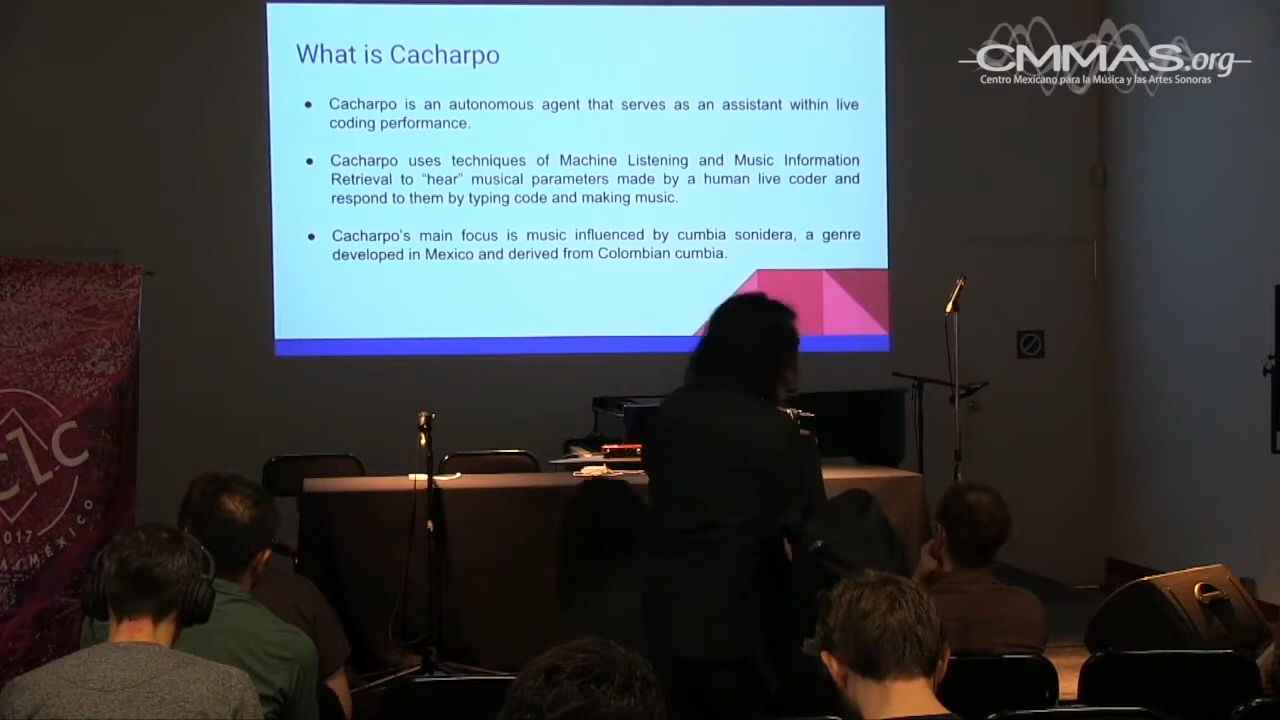 What is Cacharpo
CMMAS.org
Centro Mexicano para la Música y las Artes Sonoras
● Cacharpo is an autonomous agent that serves as an assistant within live
coding performance.
● Cacharpo uses techniques of Machine Listening and Music Information
Retrieval to “hear” musical parameters made by a human live coder and
respond to them by typing code and making music.
● Cacharpo’s main focus is music influenced by cumbia sonidera, a genre
developed in Mexico and derived from Colombian cumbia.
CLC
017
MÉXICO